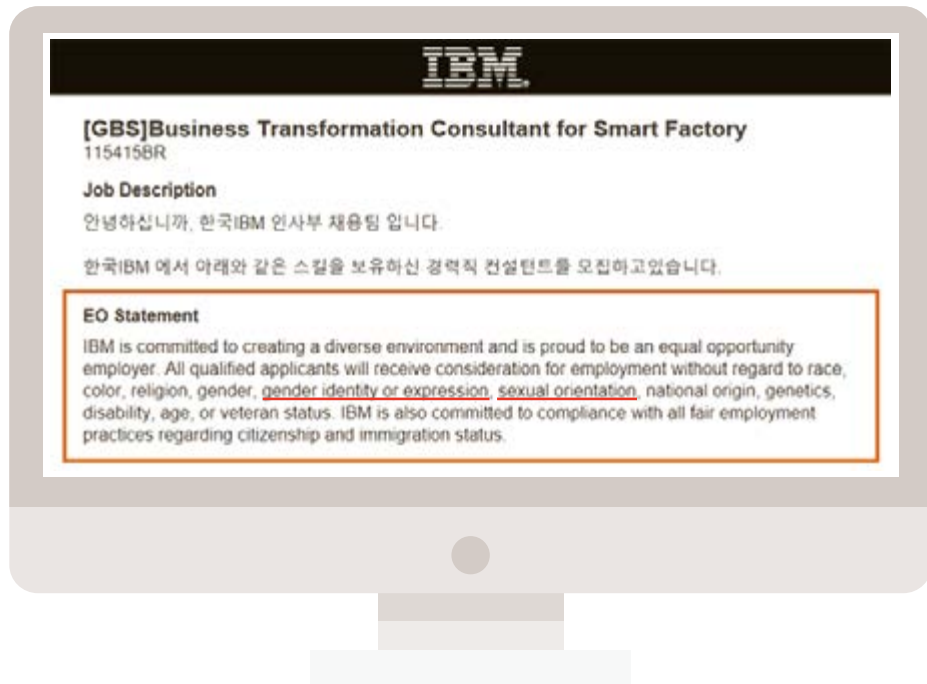 IBM.
[GBS]Business Transformation Consultant for Smart Factory
115415BR
Job Description
안녕하십니까, 한국IBM 인사부 채용팀 입니다.
한국IBM 에서 아래와 같은 스킬을 보유하신 경력직 컨설턴트를 모집하고있습니다.
EO Statement
IBM is committed to creating a diverse environment and is proud to be an equal opportunity
employer. All qualified applicants will receive consideration for employment without regard to race,
color, religion, gender, gender identity or expression, sexual orientation, national origin, genetics,
disability, age, or veteran status. IBM is also committed to compliance with all fair employment
practices regarding citizenship and immigration status.